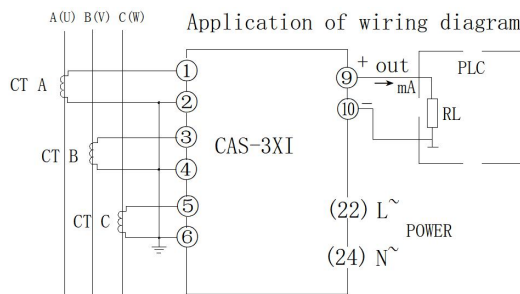 Application of wiring diagram
A(U) B(V) C(W)
CT A
CT B
CT C
1
2
3
4
5
6
CAS-3XI
9 + out
mA
10 −
PLC
RL
(22) L~
POWER
(24) N~